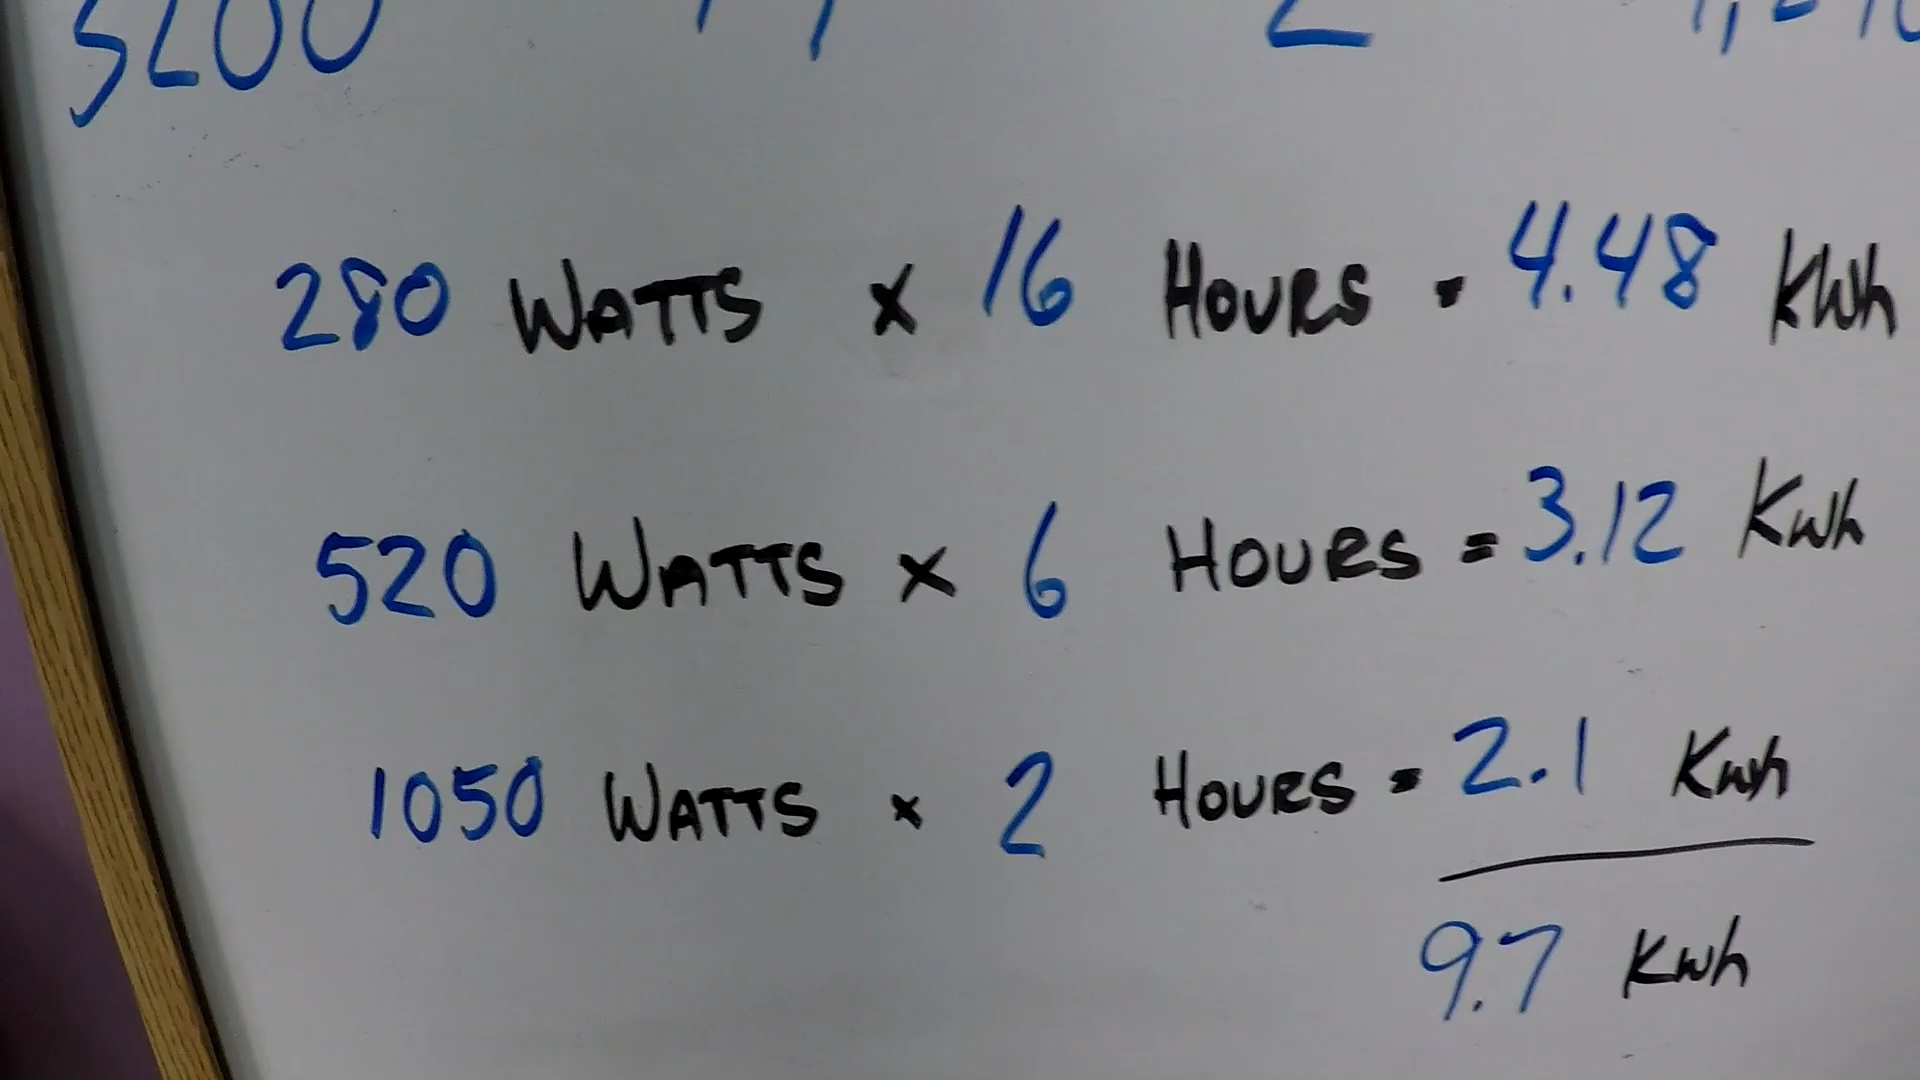 280 WATTS x 16 HOURS = 4.48 KWh
520 WATTS x 6 HOURS = 3.12 Kwh
1050 WATTS x 2 HOURS = 2.1 Kwh
9.7 Kwh